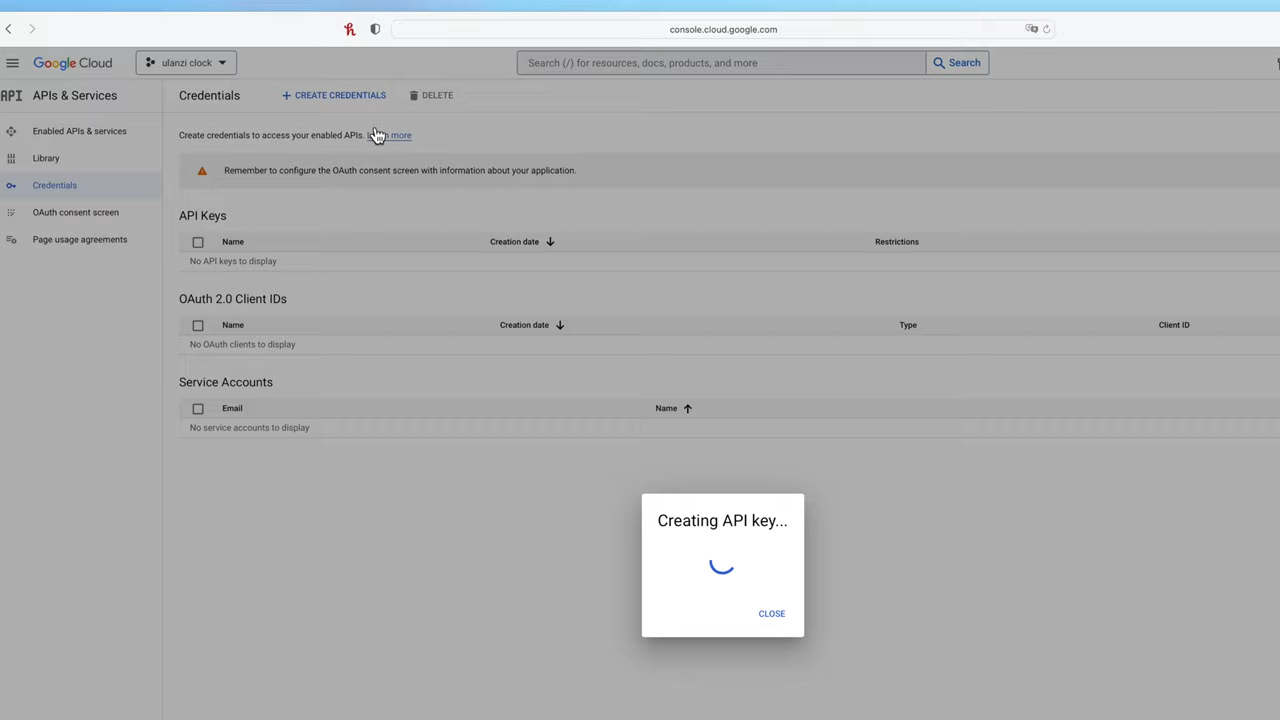 console.cloud.google.com
Google Cloud
ulanzi clock
Search (/) for resources, docs, products, and more
Search
API APIs & Services
Credentials
CREATE CREDENTIALS
DELETE
Enabled APIs & services
Library
Credentials
OAuth consent screen
Page usage agreements
Create credentials to access your enabled APIs. more
Remember to configure the OAuth consent screen with information about your application.
API Keys
Name Creation date Restrictions
No API keys to display
OAuth 2.0 Client IDs
Name Creation date Type Client ID
No OAuth clients to display
Service Accounts
Email Name
No service accounts to display
Creating API key...
CLOSE